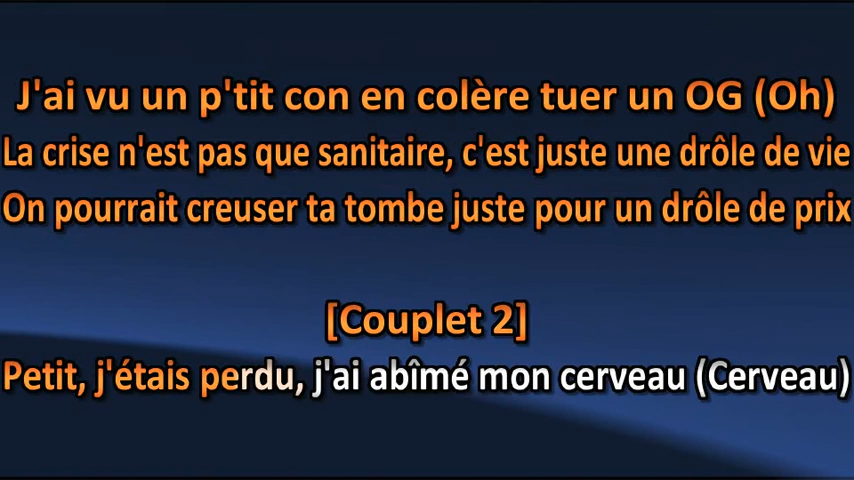 J'ai vu un p'tit con en colère tuer un OG (Oh)
La crise n'est pas que sanitaire, c'est juste une drôle de vie
On pourrait creuser ta tombe juste pour un drôle de prix
[Couplet 2]
Petit, j'étais perdu, j'ai abîmé mon cerveau (Cerveau)